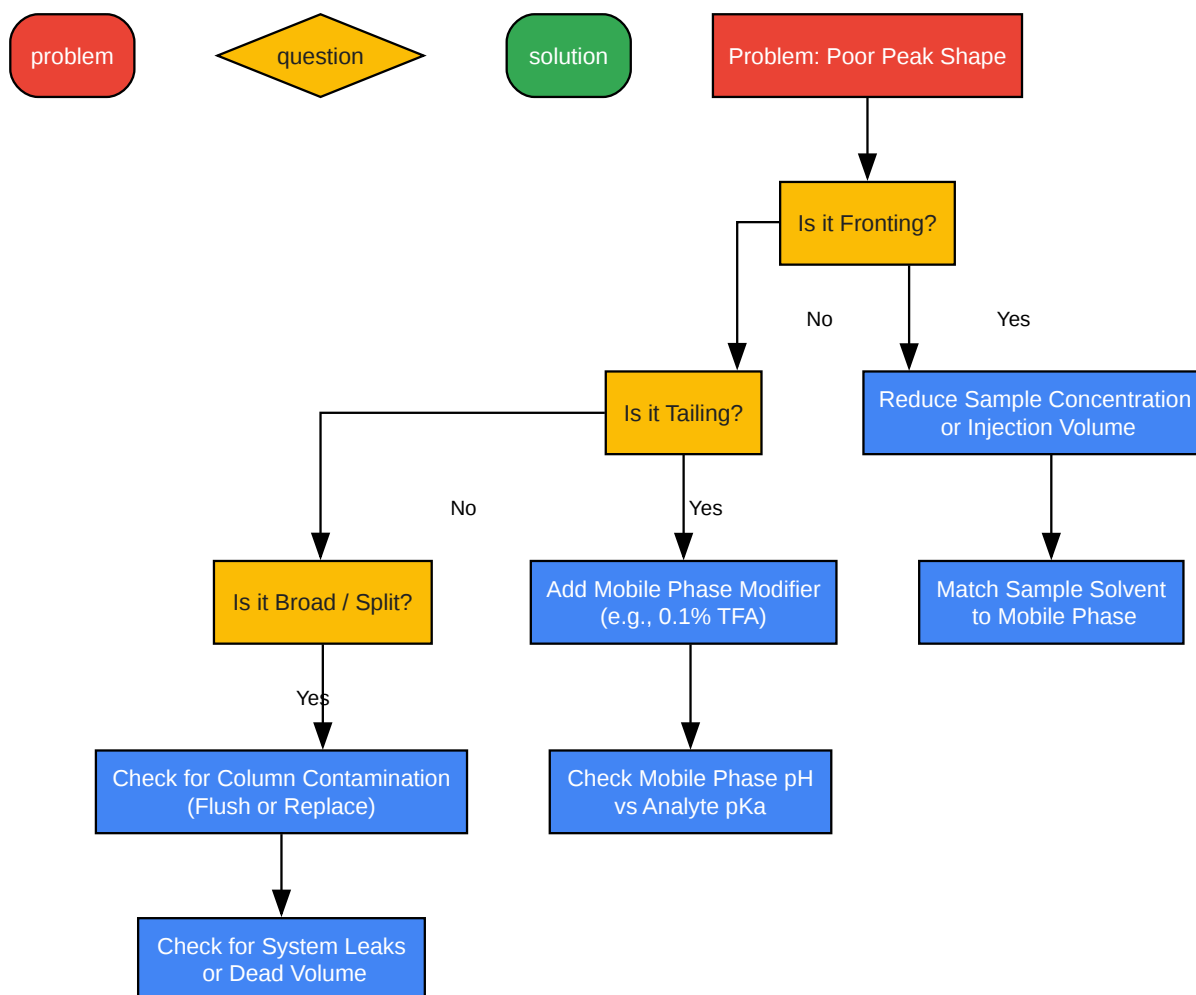 problem
question
solution
Problem: Poor Peak Shape
Is it Fronting?
No
Yes
Is it Tailing?
Reduce Sample Concentration
or Injection Volume
No
Yes
Is it Broad / Split?
Add Mobile Phase Modifier
(e.g., 0.1% TFA)
Match Sample Solvent
to Mobile Phase
Yes
Check for Column Contamination
(Flush or Replace)
Check Mobile Phase pH
vs Analyte pKa
Check for System Leaks
or Dead Volume